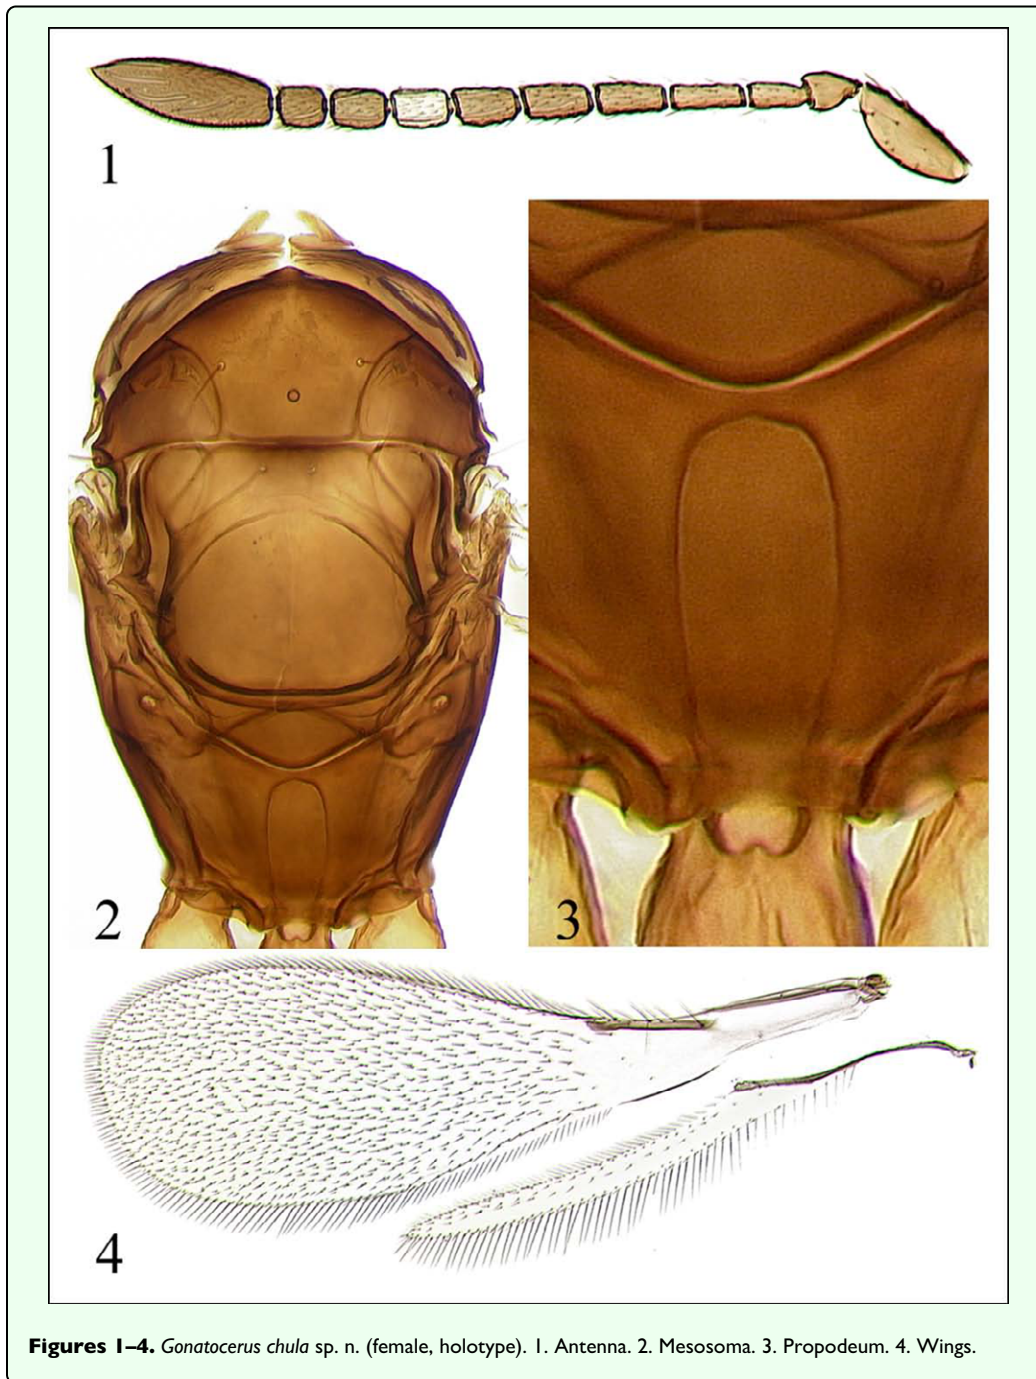 1
2
3
4
Figures 1–4. Gonatocerus chula sp. n. (female, holotype). 1. Antenna. 2. Mesosoma. 3. Propodeum. 4. Wings.